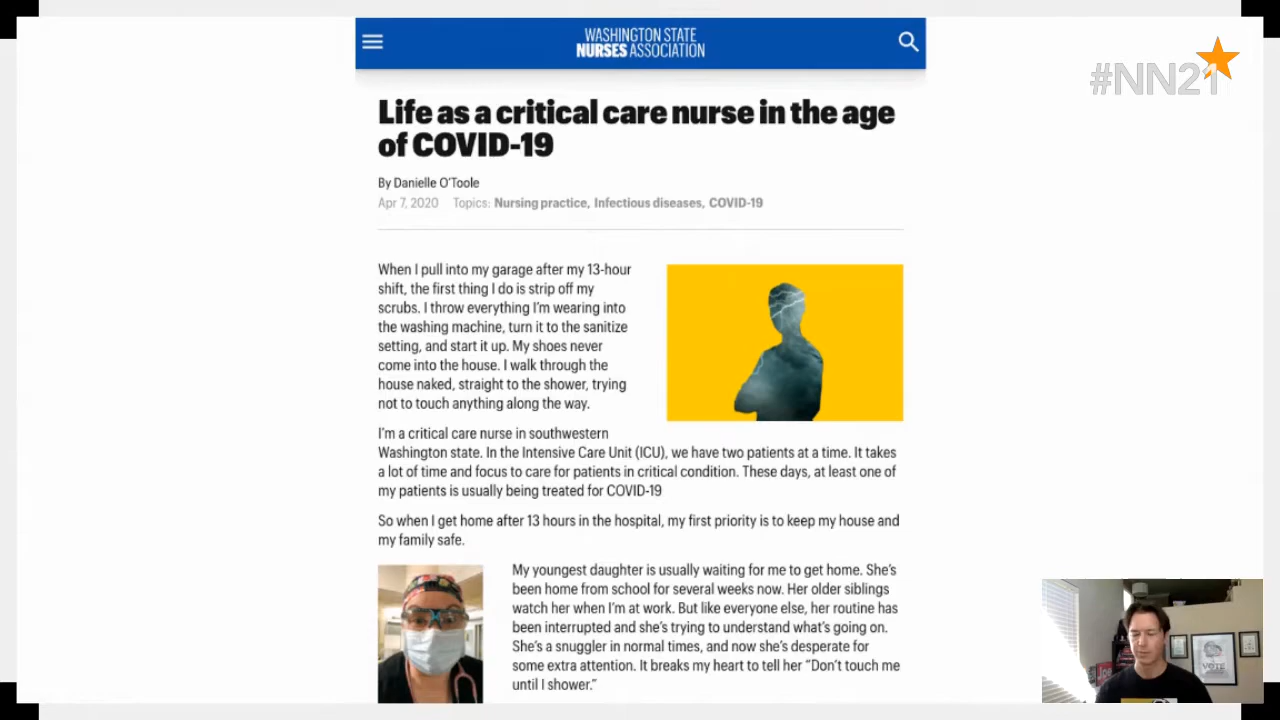 WASHINGTON STATE
NURSES ASSOCIATION
#NN21
Life as a critical care nurse in the age
of COVID-19
By Danielle O'Toole
Apr 7, 2020 Topics: Nursing practice, Infectious diseases, COVID-19
When I pull into my garage after my 13-hour
shift, the first thing I do is strip off my
scrubs. I throw everything I'm wearing into
the washing machine, turn it to the sanitize
setting, and start it up. My shoes never
come into the house. I walk through the
house naked, straight to the shower, trying
not to touch anything along the way.
I'm a critical care nurse in southwestern
Washington state. In the Intensive Care Unit (ICU), we have two patients at a time. It takes
a lot of time and focus to care for patients in critical condition. These days, at least one of
my patients is usually being treated for COVID-19
So when I get home after 13 hours in the hospital, my first priority is to keep my house and
my family safe.
My youngest daughter is usually waiting for me to get home. She's
been home from school for several weeks now. Her older siblings
watch her when I'm at work. But like everyone else, her routine has
been interrupted and she's trying to understand what's going on.
She's a snuggler in normal times, and now she's desperate for
some extra attention. It breaks my heart to tell her "Don't touch me
until I shower."
VOTE